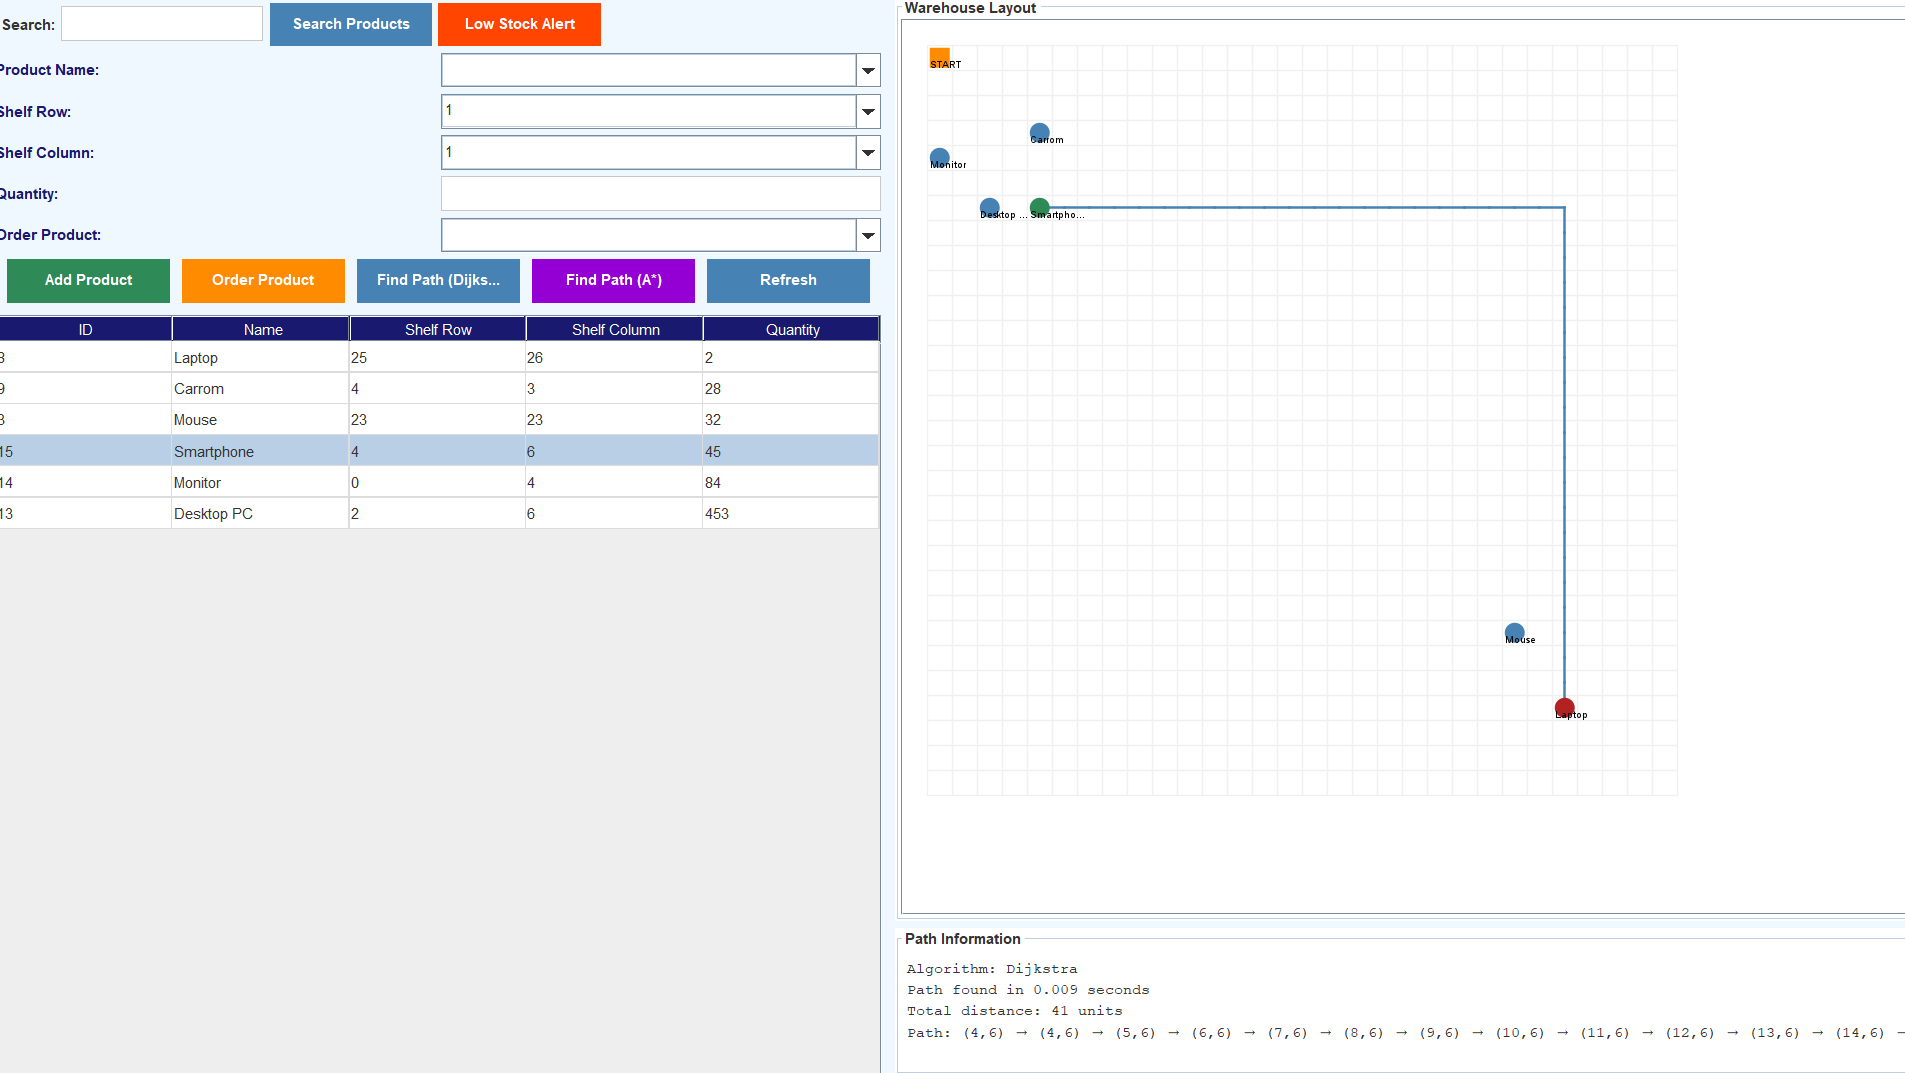 Search: Search Products Low Stock Alert
Product Name:
Shelf Row: 1
Shelf Column: 1
Quantity:
Order Product:
Add Product Order Product Find Path (Dijks... Find Path (A*) Refresh
ID Name Shelf Row Shelf Column Quantity
Laptop 25 26 2
Carrom 4 3 28
Mouse 23 23 32
15 Smartphone 4 6 45
14 Monitor 0 4 84
13 Desktop PC 2 6 453
Warehouse Layout
START
Carrom
Monitor
Desktop ... Smartpho...
Mouse
Laptop
Path Information
Algorithm: Dijkstra
Path found in 0.009 seconds
Total distance: 41 units
Path: (4,6) → (4,6) → (5,6) → (6,6) → (7,6) → (8,6) → (9,6) → (10,6) → (11,6) → (12,6) → (13,6) → (14,6) →